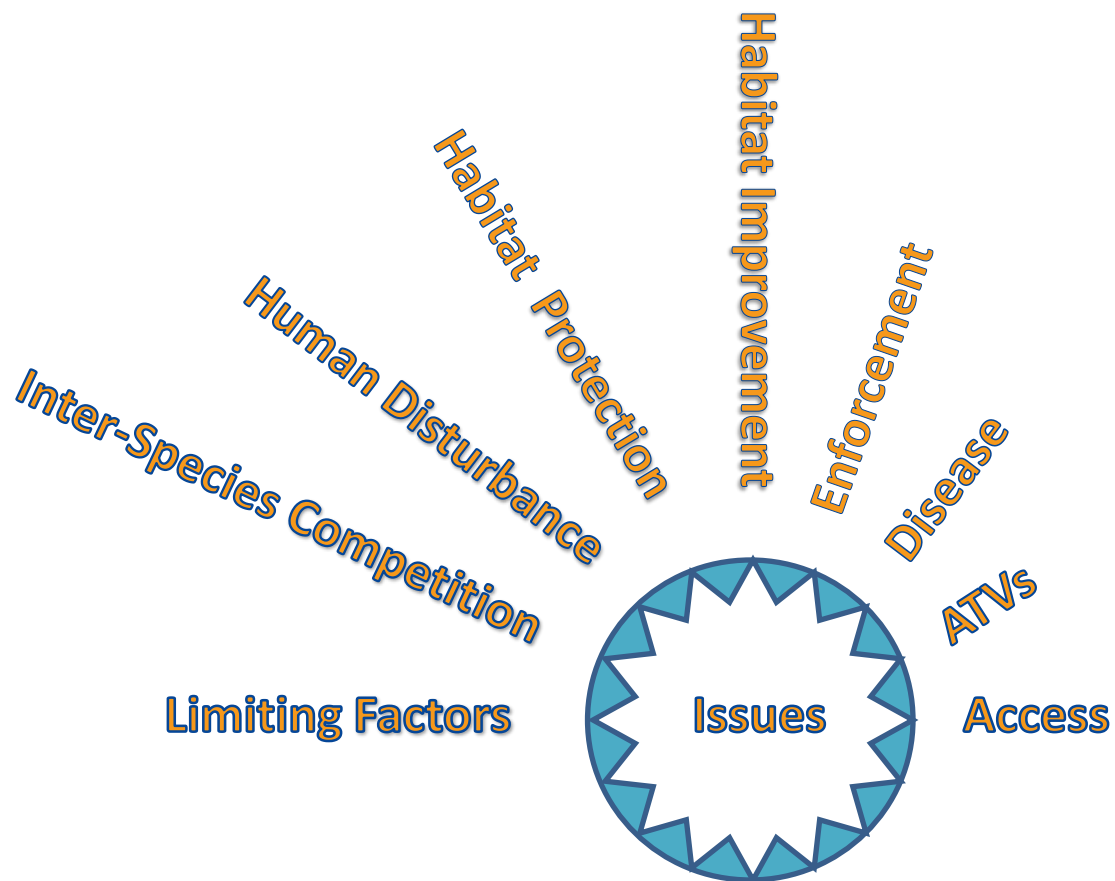 Habitat Improvement
Habitat Protection
Enforcement
Human Disturbance
Inter-Species Competition
Disease
ATVs
Limiting Factors
Issues
Access